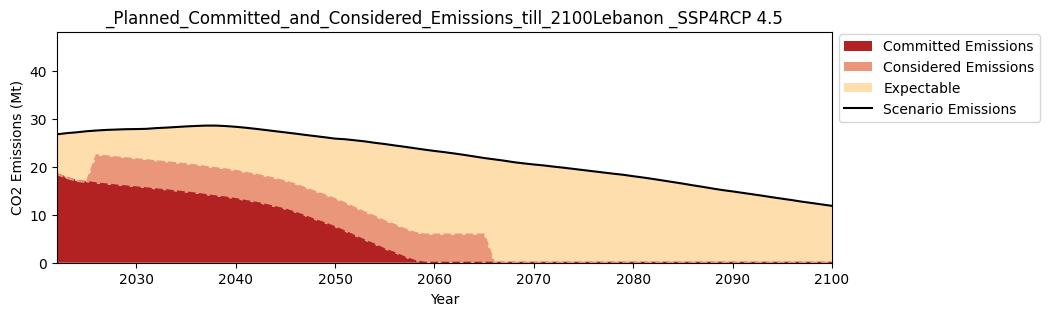 _Planned_Committed_and_Considered_Emissions_till_2100Lebanon _SSP4RCP 4.5
Committed Emissions
Considered Emissions
Expectable
Scenario Emissions
CO2 Emissions (Mt)
40
30
20
10
0
2030
2040
2050
2060
2070
2080
2090
2100
Year